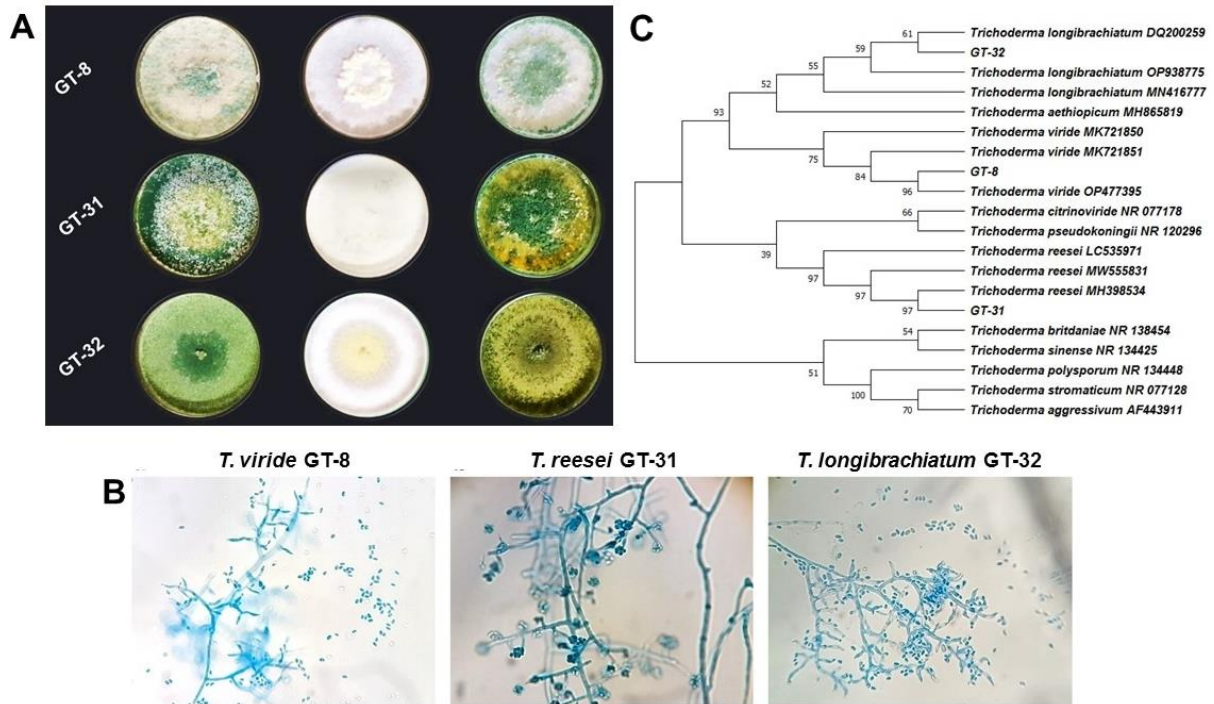 A
GT-8
GT-31
GT-32
C
Trichoderma longibrachiatum DQ200259
GT-32
Trichoderma longibrachiatum OP938775
Trichoderma longibrachiatum MN416777
Trichoderma aethiopicum MH865819
Trichoderma viride MK721850
Trichoderma viride MK721851
GT-8
Trichoderma viride OP477395
Trichoderma citrinoviride NR 077178
Trichoderma pseudokoningii NR 120296
Trichoderma reesei LC535971
Trichoderma reesei MW555831
Trichoderma reesei MH398534
GT-31
Trichoderma britdaniae NR 138454
Trichoderma sinense NR 134425
Trichoderma polysporum NR 134448
Trichoderma stromaticum NR 077128
Trichoderma aggressivum AF443911
61
59
55
52
93
75
84
96
66
39
97
97
97
54
51
100
70
B
T. viride GT-8
T. reesei GT-31
T. longibrachiatum GT-32